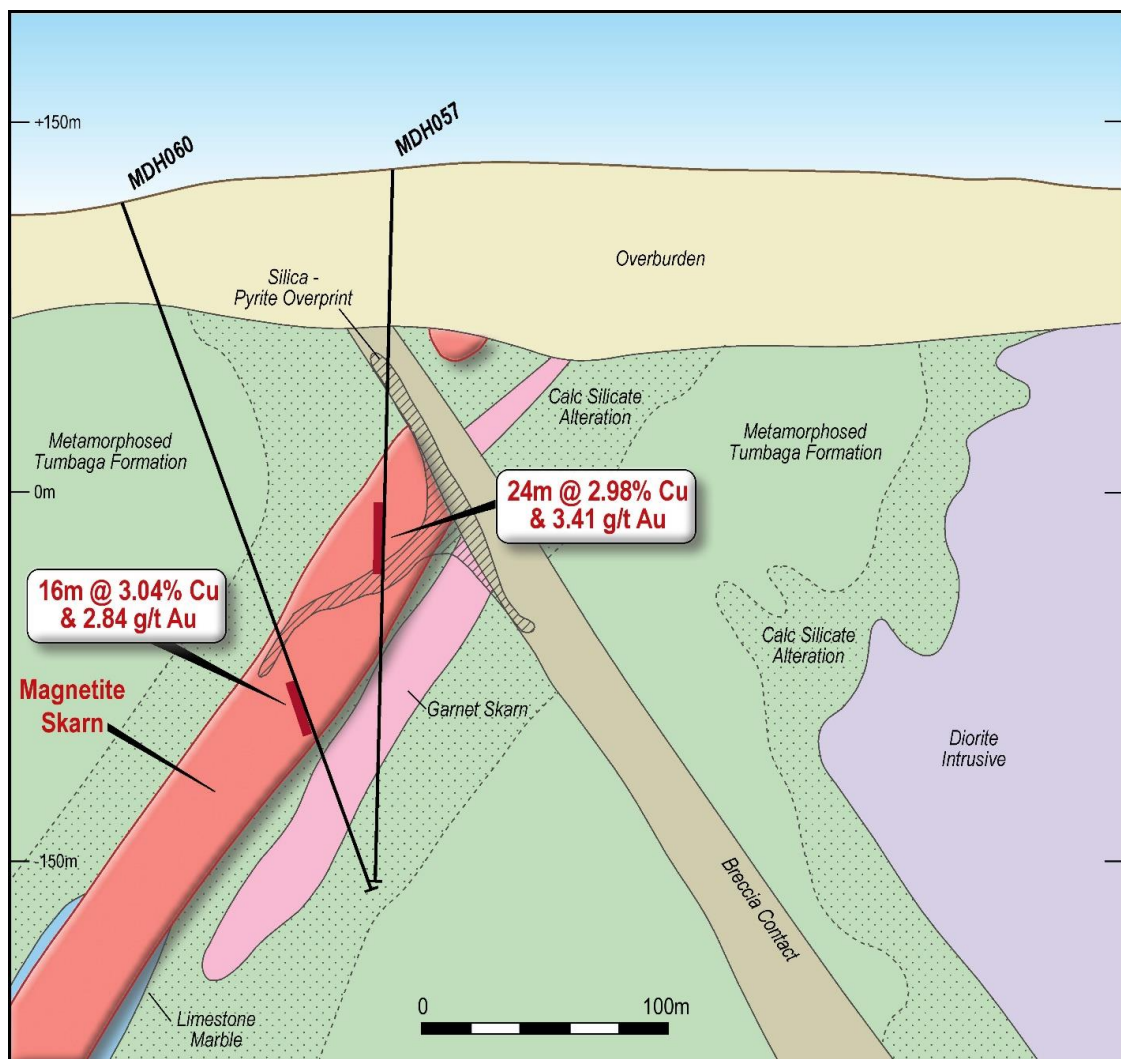 +150m
MDH060
MDH057
Silica -
Pyrite Overprint
Overburden
Calc Silicate
Alteration
Metamorphosed
Tumbaga Formation
Metamorphosed
Tumbaga Formation
0m
24m @ 2.98% Cu
& 3.41 g/t Au
16m @ 3.04% Cu
& 2.84 g/t Au
Calc Silicate
Alteration
Magnetite
Skarn
Garnet Skarn
Diorite
Intrusive
-150m
Breccia Contact
Limestone
Marble
0
100m